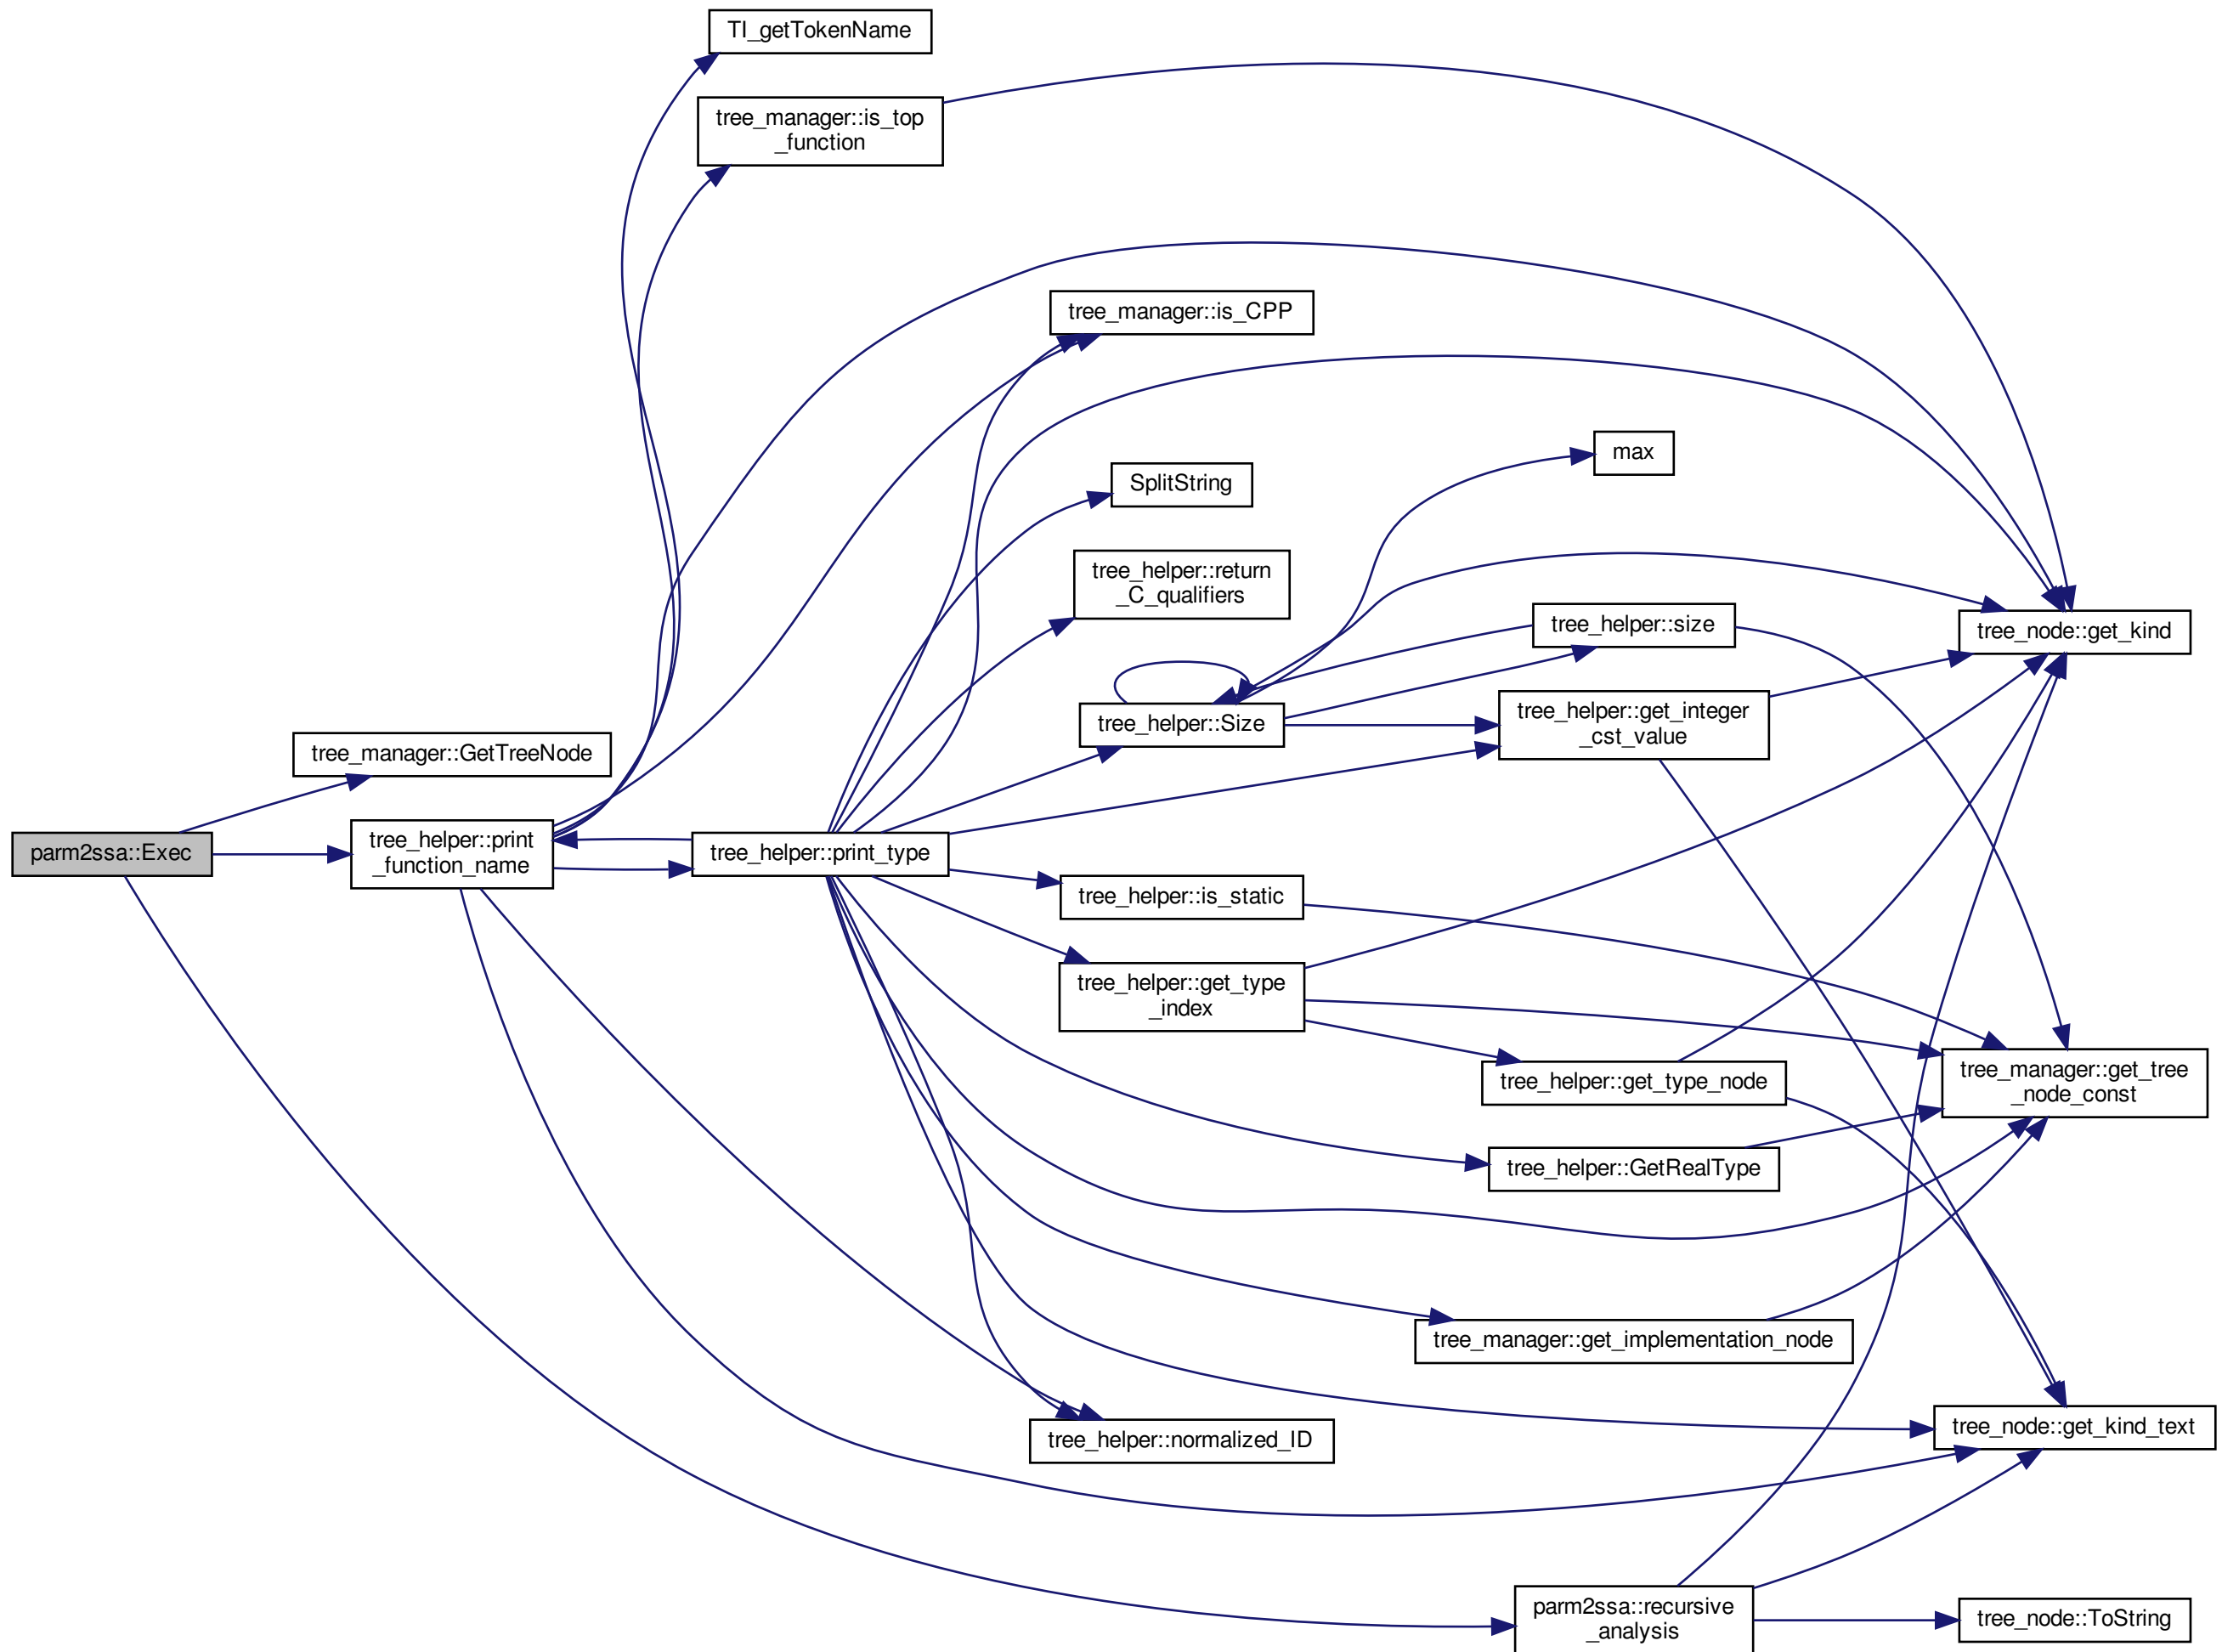 TI_getTokenName
tree_manager::is_top
_function
tree_manager::is_CPP
max
SplitString
tree_helper::return
_C_qualifiers
tree_helper::size
tree_node::get_kind
tree_helper::Size
tree_helper::get_integer
_cst_value
tree_manager::GetTreeNode
parm2ssa::Exec
tree_helper::print
_function_name
tree_helper::print_type
tree_helper::is_static
tree_helper::get_type
_index
tree_helper::get_type_node
tree_manager::get_tree
_node_const
tree_helper::GetRealType
tree_manager::get_implementation_node
tree_helper::normalized_ID
tree_node::get_kind_text
parm2ssa::recursive
_analysis
tree_node::ToString